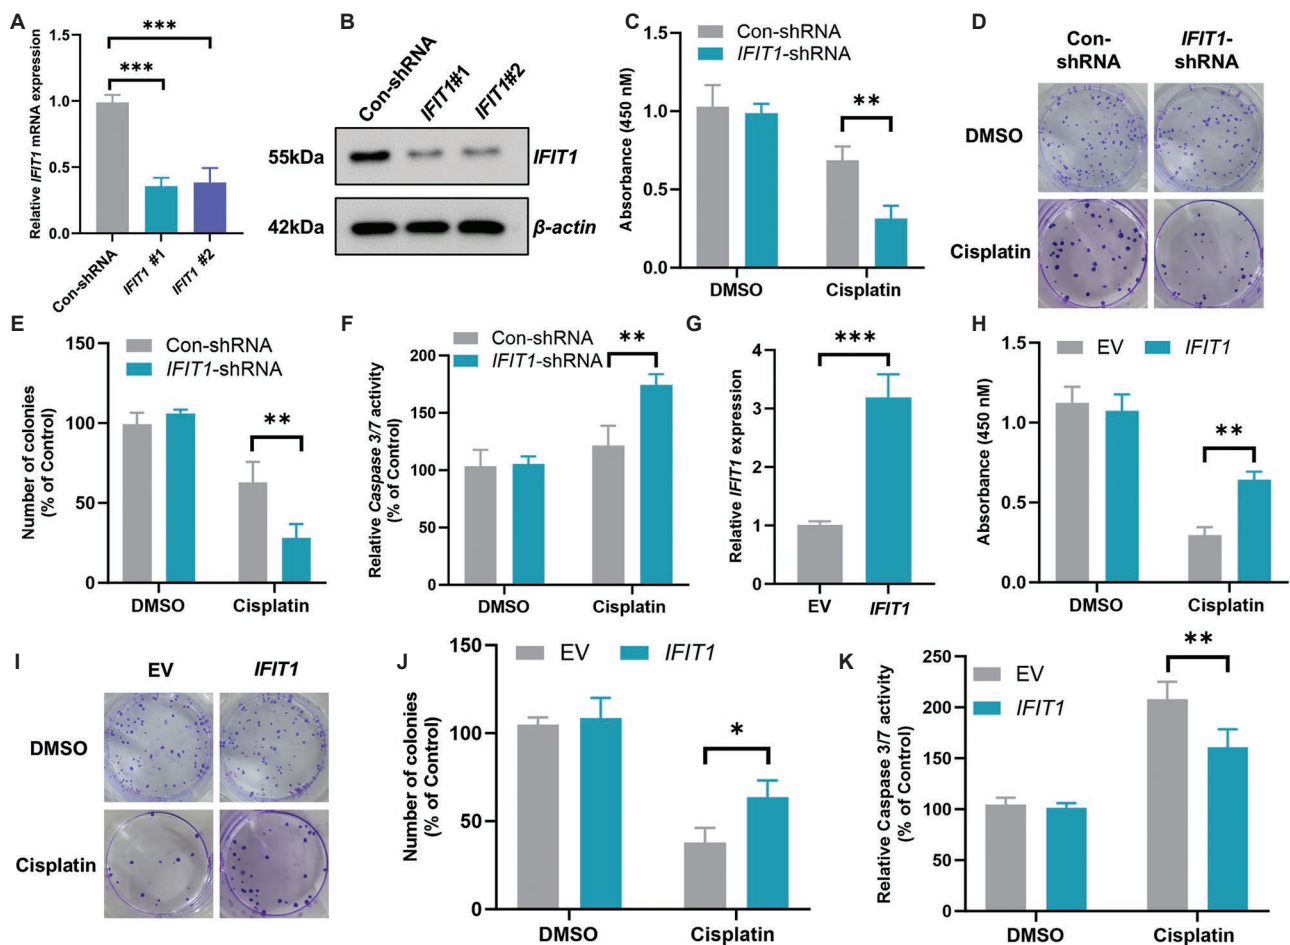 A
Relative IFIT1 mRNA expression
1.5
1.0
0.5
0.0
***
***
Con-shRNA
IFIT1 #1
IFIT1 #2
B
Con-shRNA
IFIT1#1
IFIT1#2
55kDa
IFIT1
42kDa
β-actin
C
Con-shRNA
IFIT1-shRNA
Absorbance (450 nM)
1.5
1.0
0.5
0.0
**
DMSO
Cisplatin
D
Con-
shRNA
IFIT1-
shRNA
DMSO
Cisplatin
E
Con-shRNA
IFIT1-shRNA
Number of colonies
(% of Control)
150
100
50
0
**
DMSO
Cisplatin
F
Con-shRNA
IFIT1-shRNA
Relative Caspase 3/7 activity
(% of Control)
200
150
100
50
0
**
DMSO
Cisplatin
G
Relative IFIT1 expression
4
3
2
1
0
***
EV
IFIT1
H
EV
IFIT1
Absorbance (450 nM)
1.5
1.0
0.5
0.0
**
DMSO
Cisplatin
I
EV
IFIT1
DMSO
Cisplatin
J
EV
IFIT1
Number of colonies
(% of Control)
150
100
50
0
*
DMSO
Cisplatin
K
EV
IFIT1
Relative Caspase 3/7 activity
(% of Control)
250
200
150
100
50
0
**
DMSO
Cisplatin